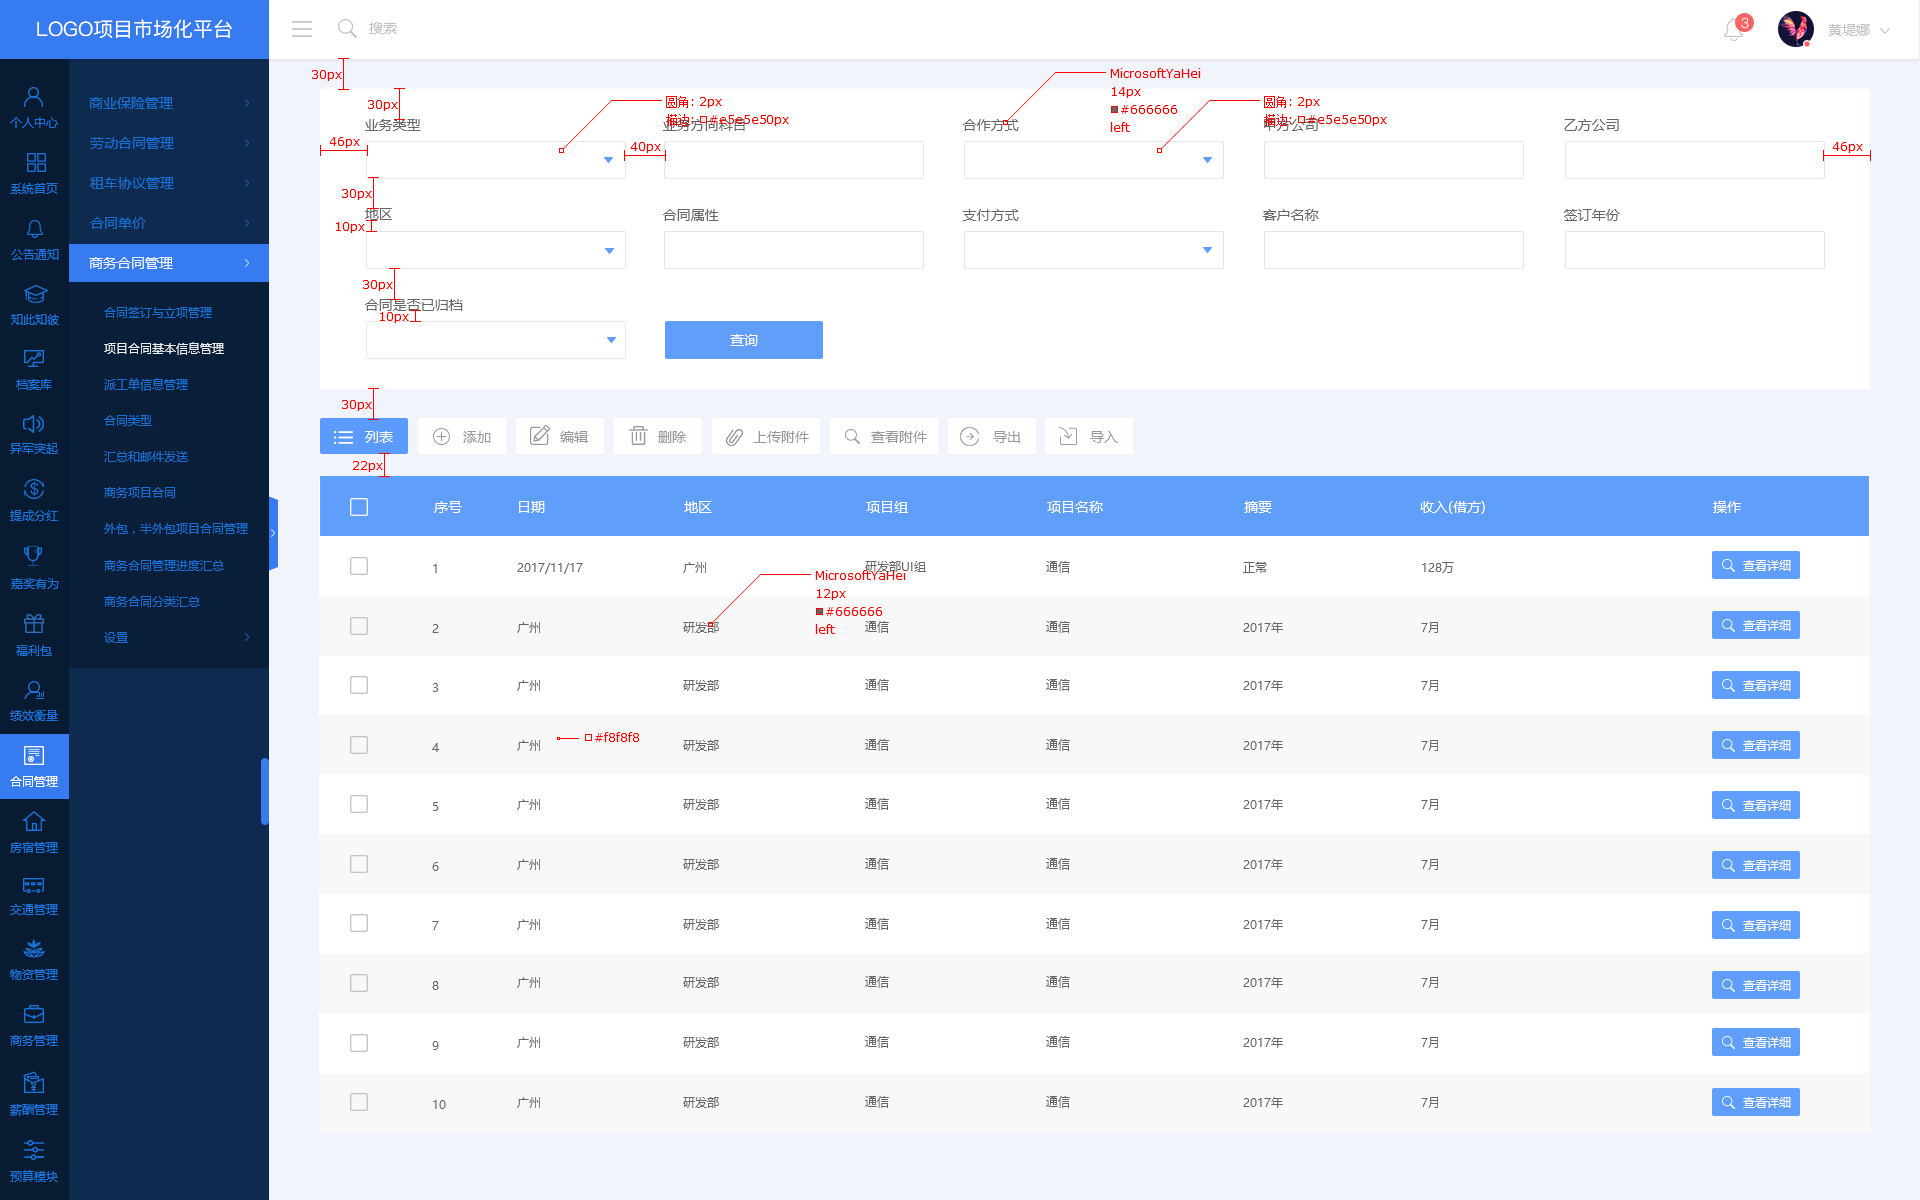 LOGO项目市场化平台
搜索
3
黄堤娜
个人中心
系统首页
公告通知
知此知彼
档案库
异军突起
提成分红
嘉奖有为
福利包
绩效衡量
合同管理
房宿管理
交通管理
物资管理
商务管理
薪酬管理
预算模块
商业保险管理
劳动合同管理
租车协议管理
合同单价
商务合同管理
合同签订与立项管理
项目合同基本信息管理
派工单信息管理
合同类型
汇总和邮件发送
商务项目合同
外包，半外包项目合同管理
商务合同管理进度汇总
商务合同分类汇总
设置
30px
30px
圆角: 2px
描边: #e5e5e50px
MicrosoftYaHei
14px
#666666
left
圆角: 2px
描边: #e5e5e50px
业务类型
业务方向科目
合作方式
甲方公司
乙方公司
46px
40px
46px
30px
地区
合同属性
支付方式
客户名称
签订年份
10px
30px
合同是否已归档
10px
查询
30px
列表
添加
编辑
删除
上传附件
查看附件
导出
导入
22px
序号 日期 地区 项目组 项目名称 摘要 收入(借方) 操作
1 2017/11/17 广州 研发部UI组 通信 正常 128万 查看详细
MicrosoftYaHei
12px
#666666
left
2 广州 研发部 通信 通信 2017年 7月 查看详细
3 广州 研发部 通信 通信 2017年 7月 查看详细
#f8f8f8
4 广州 研发部 通信 通信 2017年 7月 查看详细
5 广州 研发部 通信 通信 2017年 7月 查看详细
6 广州 研发部 通信 通信 2017年 7月 查看详细
7 广州 研发部 通信 通信 2017年 7月 查看详细
8 广州 研发部 通信 通信 2017年 7月 查看详细
9 广州 研发部 通信 通信 2017年 7月 查看详细
10 广州 研发部 通信 通信 2017年 7月 查看详细